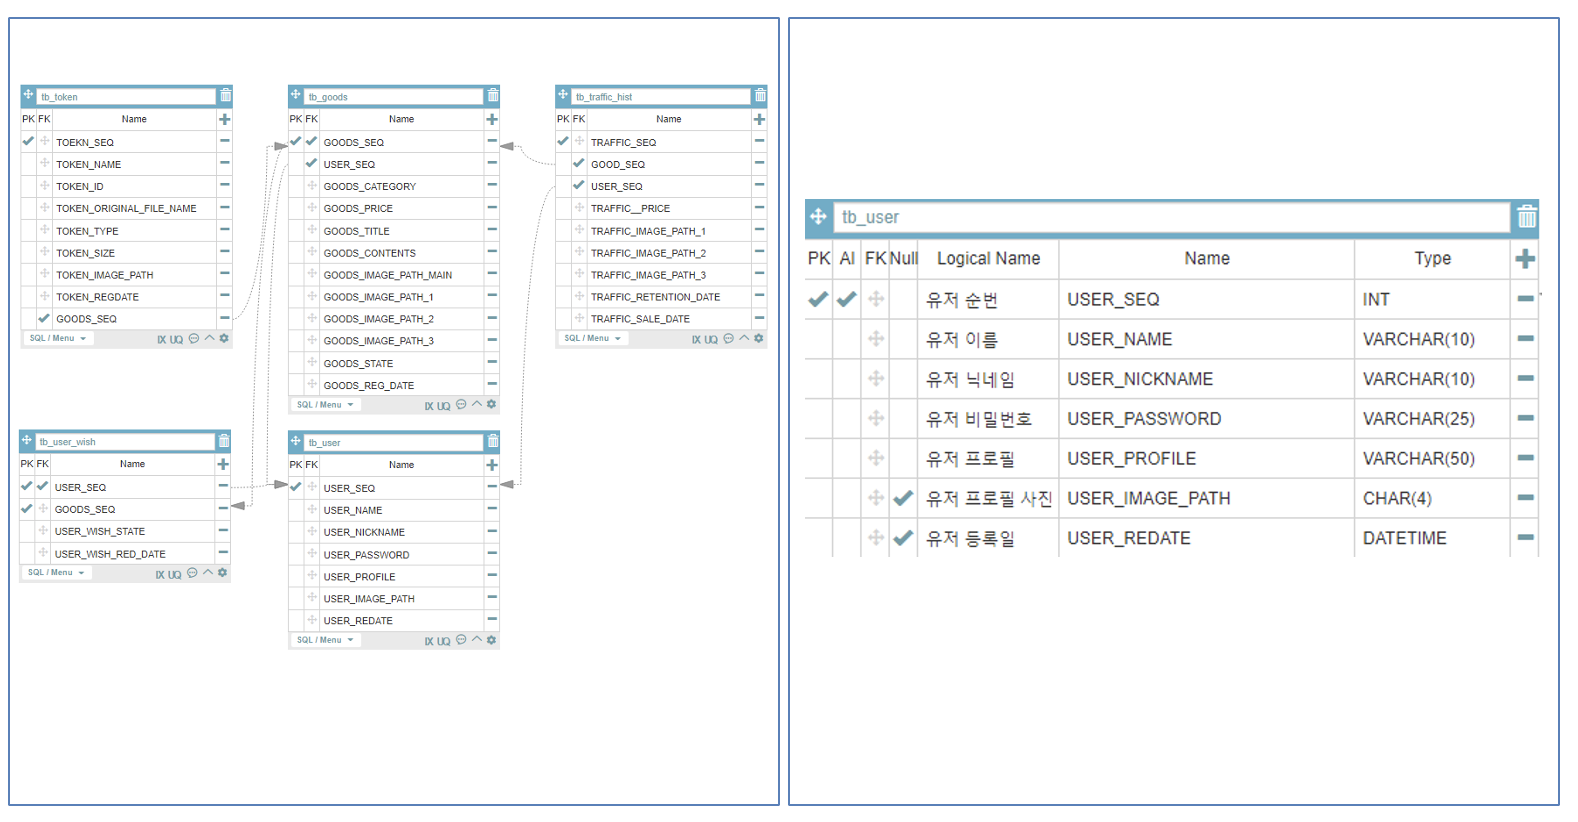 tb_token
PK FK Name
TOEKN_SEQ
TOKEN_NAME
TOKEN_ID
TOKEN_ORIGINAL_FILE_NAME
TOKEN_TYPE
TOKEN_SIZE
TOKEN_IMAGE_PATH
TOKEN_REGDATE
GOODS_SEQ
SQL / Menu IX UQ
tb_goods
PK FK Name
GOODS_SEQ
USER_SEQ
GOODS_CATEGORY
GOODS_PRICE
GOODS_TITLE
GOODS_CONTENTS
GOODS_IMAGE_PATH_MAIN
GOODS_IMAGE_PATH_1
GOODS_IMAGE_PATH_2
GOODS_IMAGE_PATH_3
GOODS_STATE
GOODS_REG_DATE
SQL / Menu IX UQ
tb_traffic_hist
PK FK Name
TRAFFIC_SEQ
GOOD_SEQ
USER_SEQ
TRAFFIC__PRICE
TRAFFIC_IMAGE_PATH_1
TRAFFIC_IMAGE_PATH_2
TRAFFIC_IMAGE_PATH_3
TRAFFIC_RETENTION_DATE
TRAFFIC_SALE_DATE
SQL / Menu IX UQ
tb_user_wish
PK FK Name
USER_SEQ
GOODS_SEQ
USER_WISH_STATE
USER_WISH_RED_DATE
SQL / Menu IX UQ
tb_user
PK FK Name
USER_SEQ
USER_NAME
USER_NICKNAME
USER_PASSWORD
USER_PROFILE
USER_IMAGE_PATH
USER_REDATE
SQL / Menu IX UQ
tb_user
PK AI FK Null Logical Name Name Type
유저 순번 USER_SEQ INT
유저 이름 USER_NAME VARCHAR(10)
유저 닉네임 USER_NICKNAME VARCHAR(10)
유저 비밀번호 USER_PASSWORD VARCHAR(25)
유저 프로필 USER_PROFILE VARCHAR(50)
유저 프로필 사진 USER_IMAGE_PATH CHAR(4)
유저 등록일 USER_REDATE DATETIME